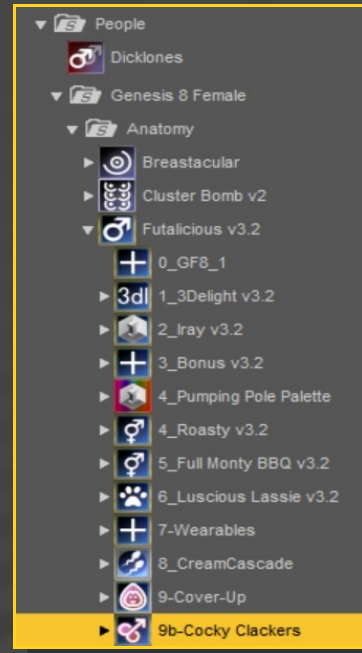 People
Dicklones
Genesis 8 Female
Anatomy
Breastacular
Cluster Bomb v2
Futalicious v3.2
0_GF8_1
3dl 1_3Delight v3.2
2_Iray v3.2
3_Bonus v3.2
4_Pumping Pole Palette
4_Roasty v3.2
5_Full Monty BBQ v3.2
6_Luscious Lassie v3.2
7-Wearables
8_CreamCascade
9-Cover-Up
9b-Cocky Clackers